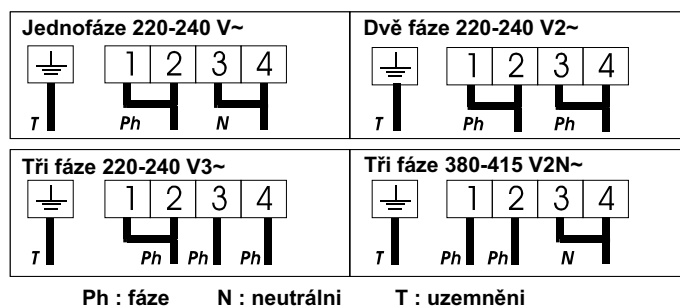 Jednofáze 220-240 V~
1 2 3 4
T Ph N
Dvě fáze 220-240 V2~
1 2 3 4
T Ph Ph
Tři fáze 220-240 V3~
1 2 3 4
T Ph Ph Ph
Tři fáze 380-415 V2N~
1 2 3 4
T Ph Ph N
Ph : fáze N : neutrálni T : uzemněni